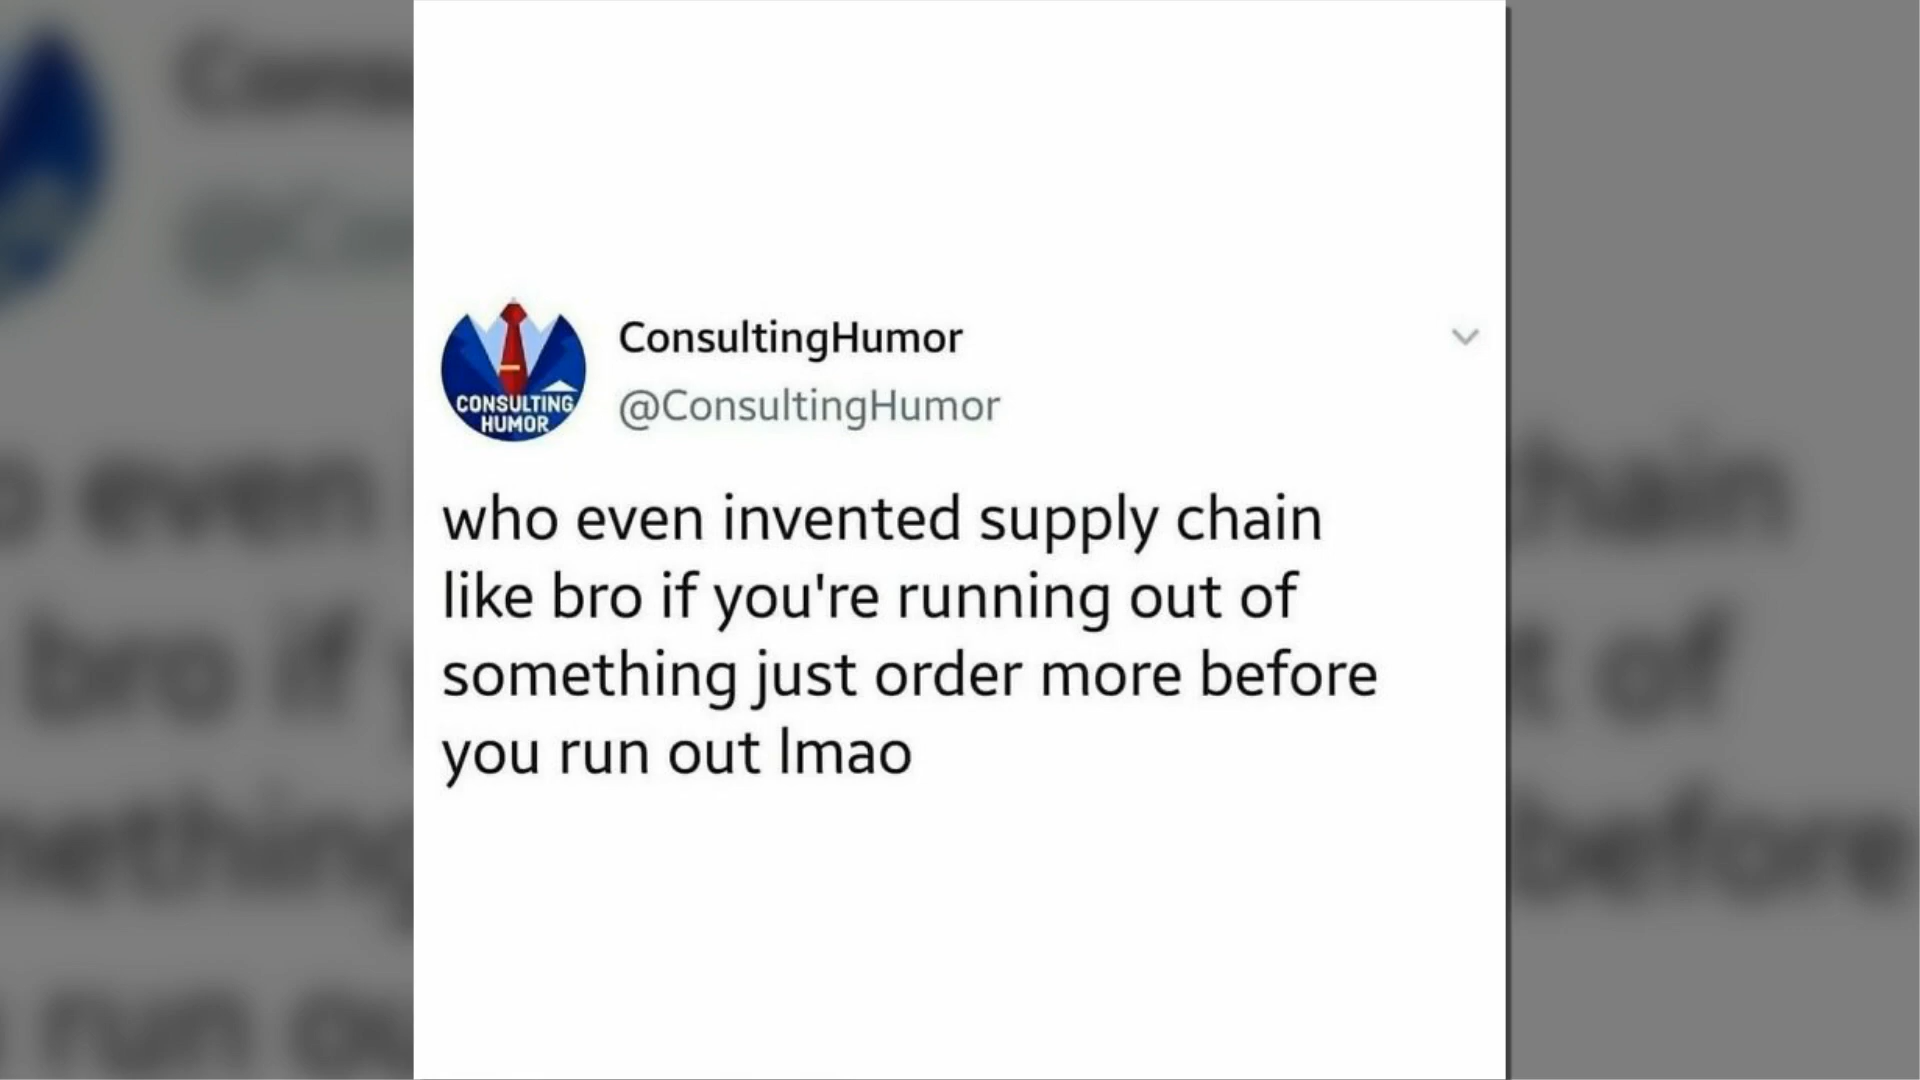 CONSULTING
HUMOR
ConsultingHumor
@ConsultingHumor
who even invented supply chain
like bro if you're running out of
something just order more before
you run out lmao